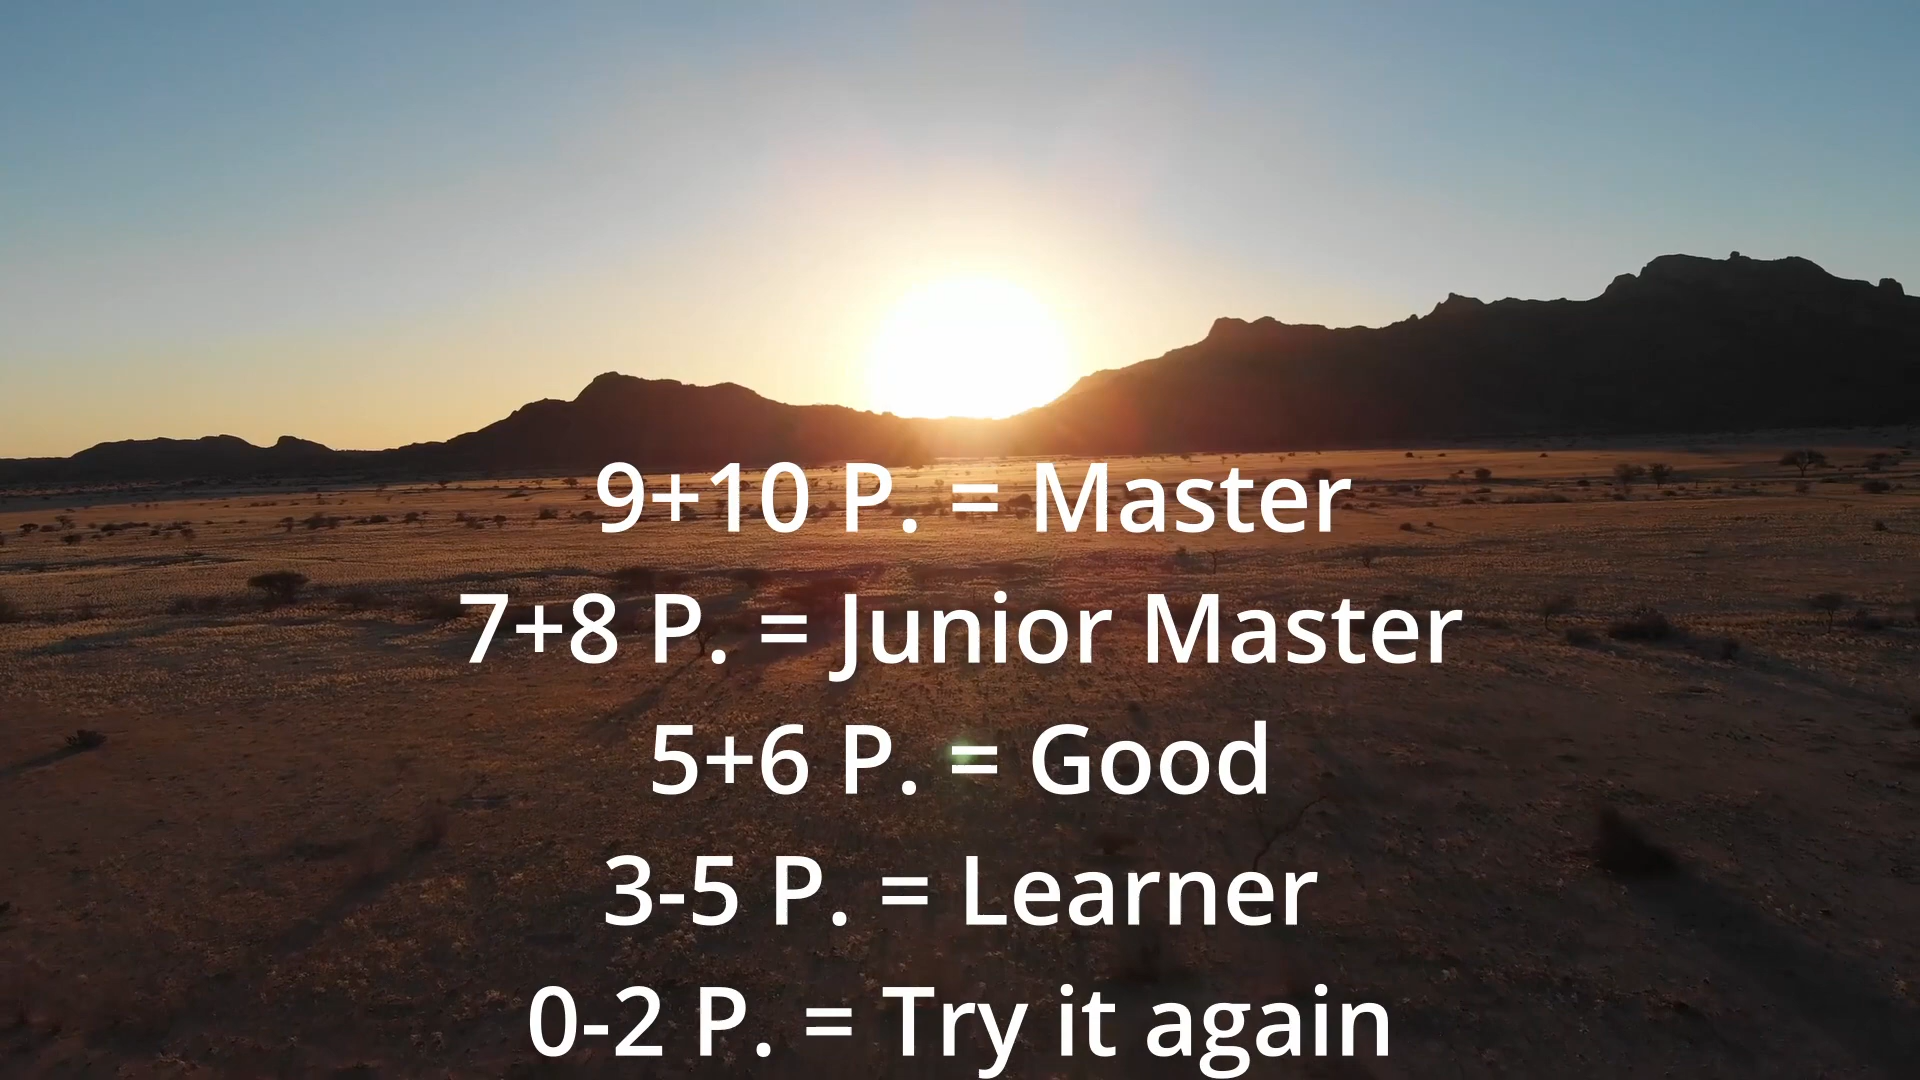 9+10 P. = Master
7+8 P. = Junior Master
5+6 P. = Good
3-5 P. = Learner
0-2 P. = Try it again